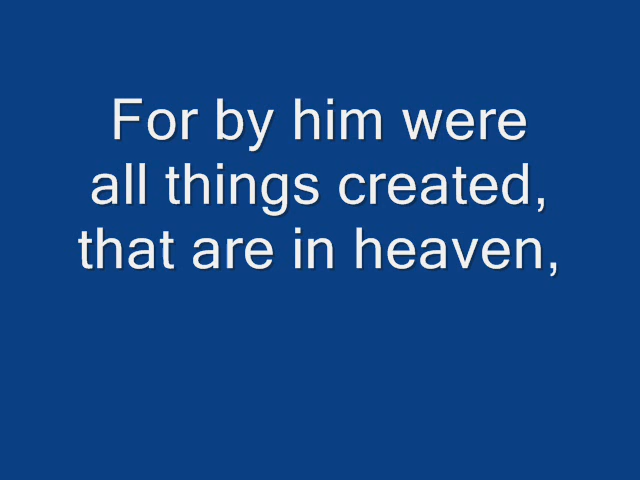 For by him were
all things created,
that are in heaven,